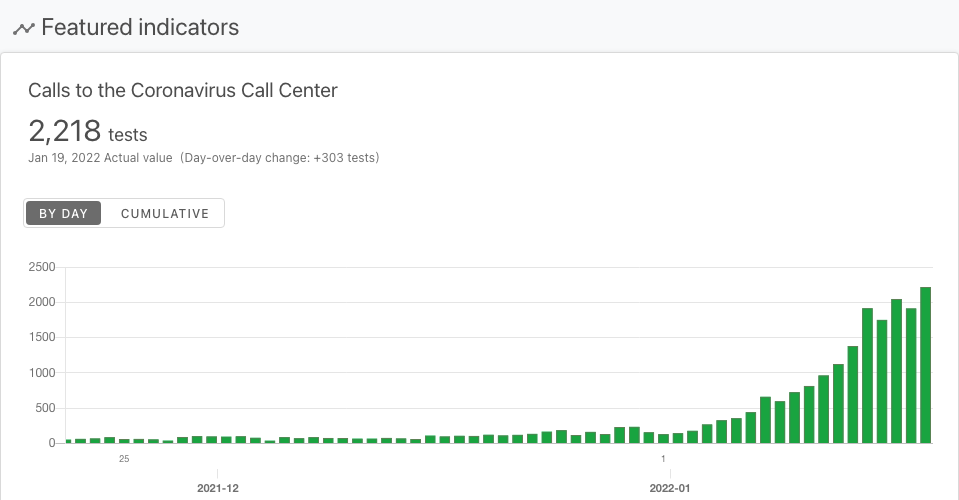 Featured indicators
Calls to the Coronavirus Call Center
2,218 tests
Jan 19, 2022 Actual value (Day-over-day change: +303 tests)
BY DAY CUMULATIVE
2500
2000
1500
1000
500
0
25 1
2021-12 2022-01